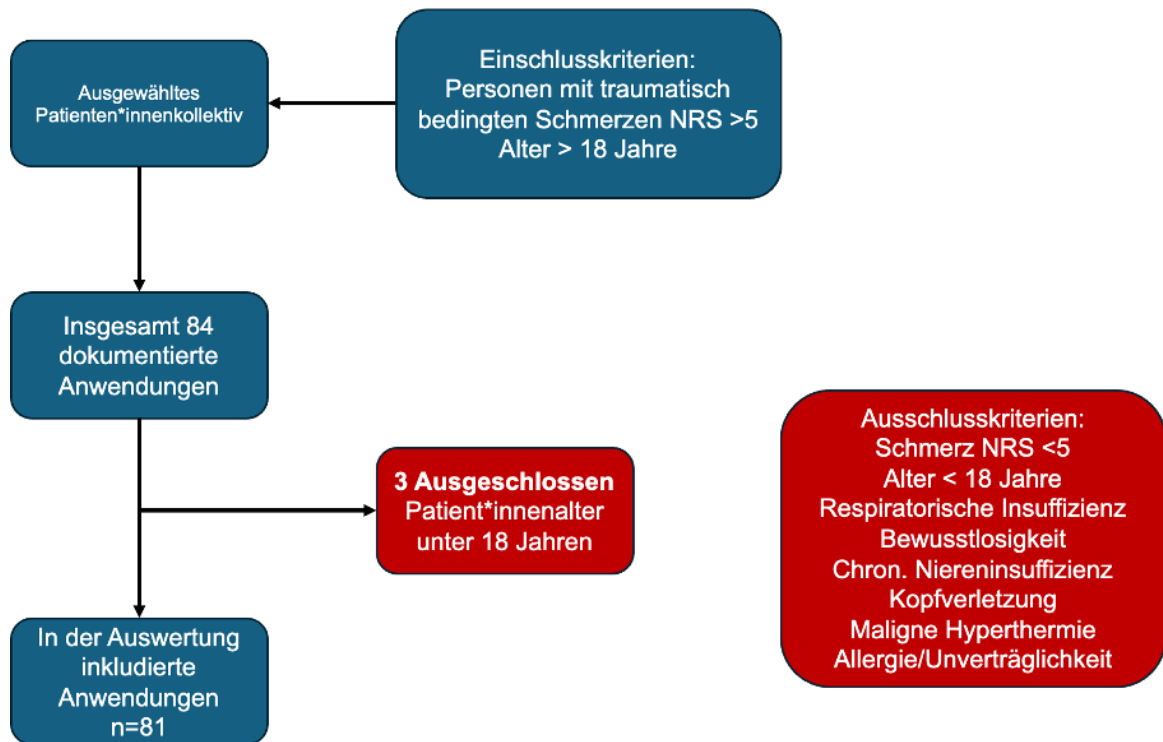 Ausgewähltes
Patienten*innenkollektiv
Einschlusskriterien:
Personen mit traumatisch
bedingten Schmerzen NRS >5
Alter > 18 Jahre
Insgesamt 84
dokumentierte
Anwendungen
3 Ausgeschlossen
Patient*innenalter
unter 18 Jahren
Ausschlusskriterien:
Schmerz NRS <5
Alter < 18 Jahre
Respiratorische Insuffizienz
Bewusstlosigkeit
Chron. Niereninsuffizienz
Kopfverletzung
Maligne Hyperthermie
Allergie/Unverträglichkeit
In der Auswertung
inkludierte
Anwendungen
n=81